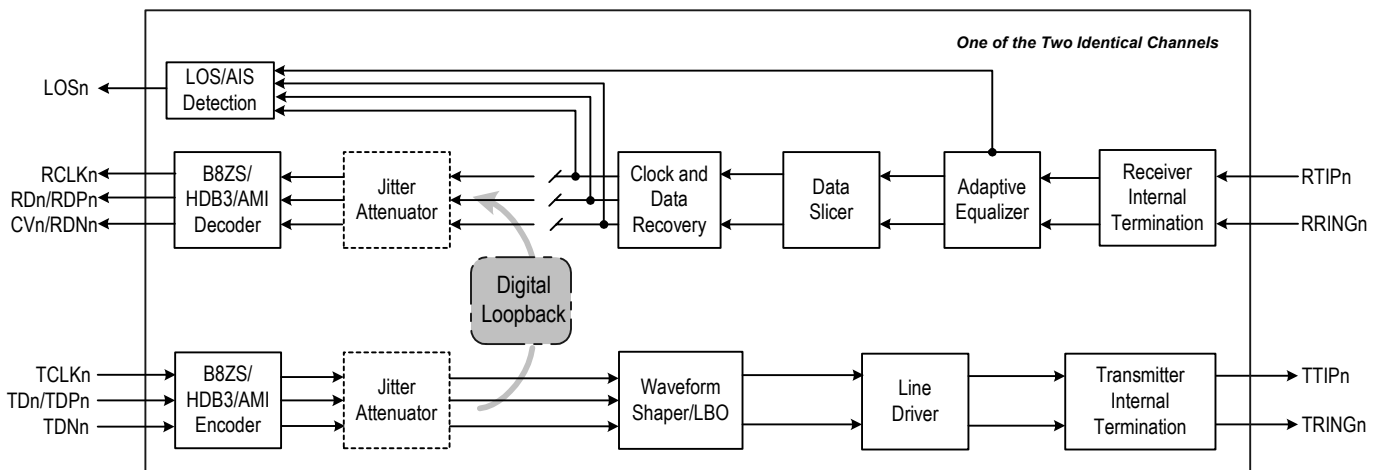 One of the Two Identical Channels
LOSn
LOS/AIS
Detection
RCLKn
RDn/RDPn
CVn/RDNn
B8ZS/
HDB3/AMI
Decoder
Jitter
Attenuator
Clock and
Data
Recovery
Data
Slicer
Adaptive
Equalizer
Receiver
Internal
Termination
RTIPn
RRINGn
Digital
Loopback
TCLKn
TDn/TDPn
TDNn
B8ZS/
HDB3/AMI
Encoder
Jitter
Attenuator
Waveform
Shaper/LBO
Line
Driver
Transmitter
Internal
Termination
TTIPn
TRINGn